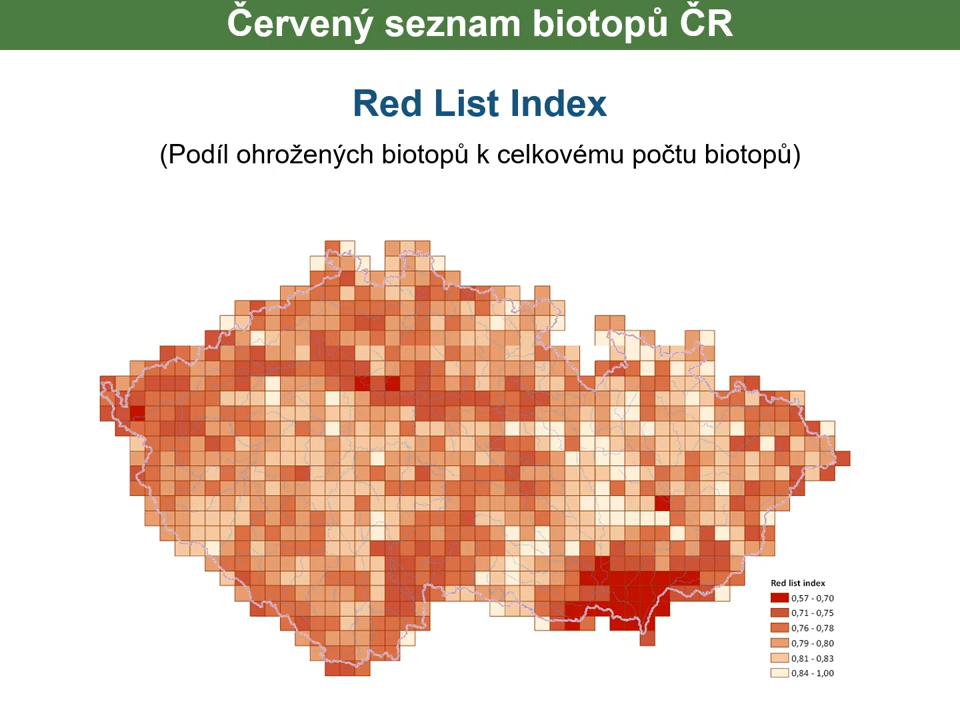 Červený seznam biotopů ČR
Red List Index
(Podíl ohrožených biotopů k celkovému počtu biotopů)
Red list index
0,57 - 0,70
0,71 - 0,75
0,76 - 0,78
0,79 - 0,80
0,81 - 0,83
0,84 - 1,00